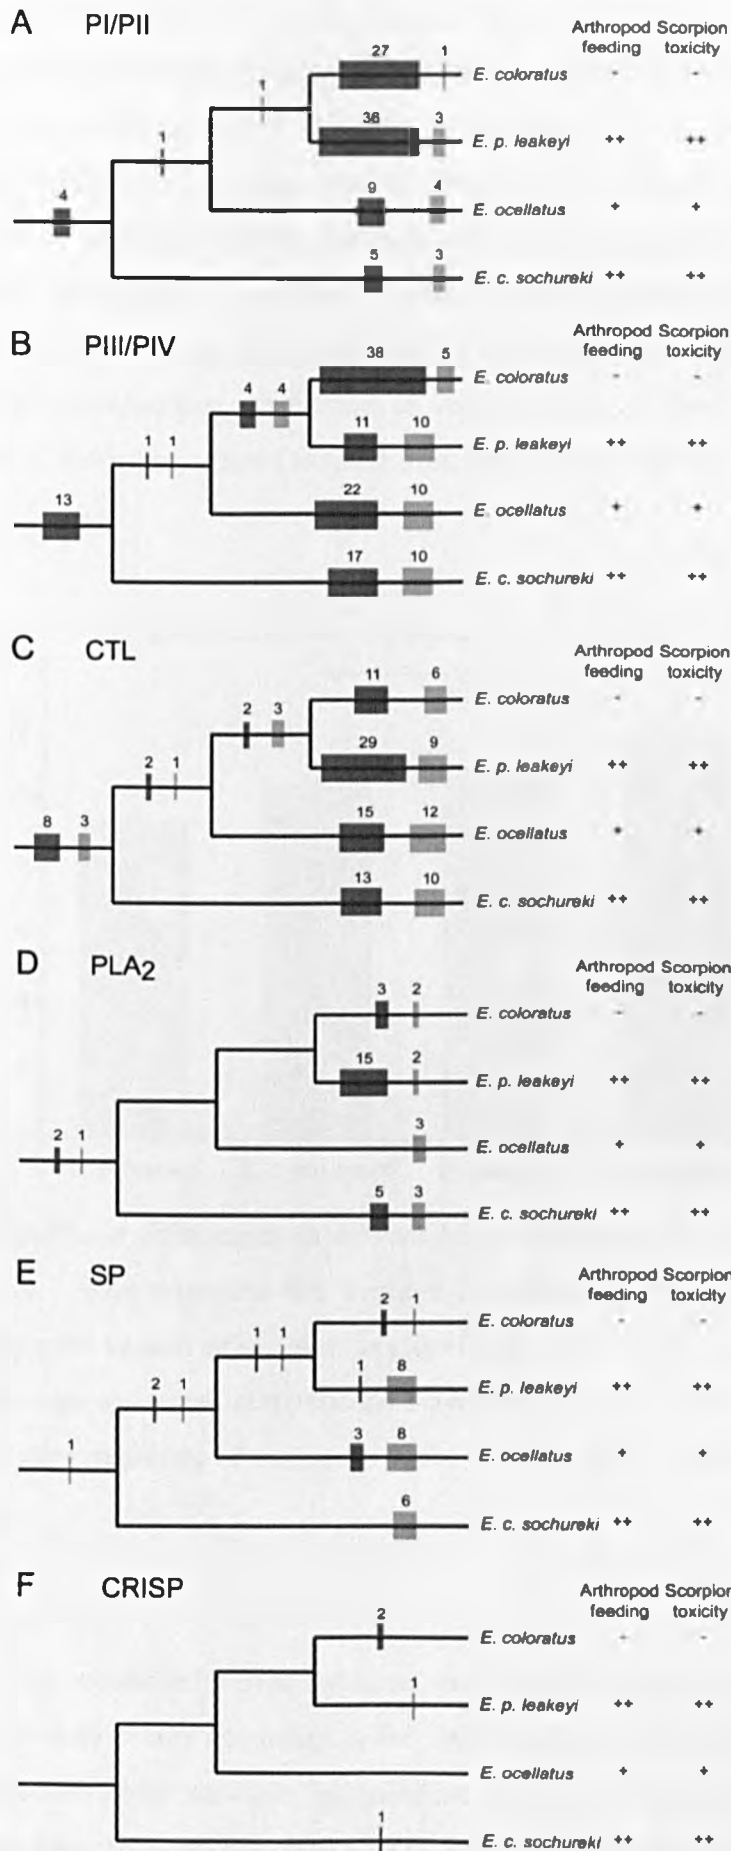 A PI/PII
Arthropod Scorpion
feeding toxicity
27 1
E. coloratus - -
1
36 3
E. p. leakeyi ++ ++
1
9 4
E. ocellatus + +
4
5 3
E. c. sochureki ++ ++
B PIII/PIV
Arthropod Scorpion
feeding toxicity
38 5
E. coloratus - -
4 4
11 10
E. p. leakeyi ++ ++
1 1
22 10
E. ocellatus + +
13
17 10
E. c. sochureki ++ ++
C CTL
Arthropod Scorpion
feeding toxicity
11 6
E. coloratus - -
2 3
29 9
E. p. leakeyi ++ ++
2 1
15 12
E. ocellatus + +
8 3
13 10
E. c. sochureki ++ ++
D PLA2
Arthropod Scorpion
feeding toxicity
3 2
E. coloratus - -
15 2
E. p. leakeyi ++ ++
3
E. ocellatus + +
2 1
5 3
E. c. sochureki ++ ++
E SP
Arthropod Scorpion
feeding toxicity
2 1
E. coloratus - -
1 1
1 8
E. p. leakeyi ++ ++
2 1
3 8
E. ocellatus + +
1
6
E. c. sochureki ++ ++
F CRISP
Arthropod Scorpion
feeding toxicity
2
E. coloratus - -
1
E. p. leakeyi ++ ++
E. ocellatus + +
1
E. c. sochureki ++ ++